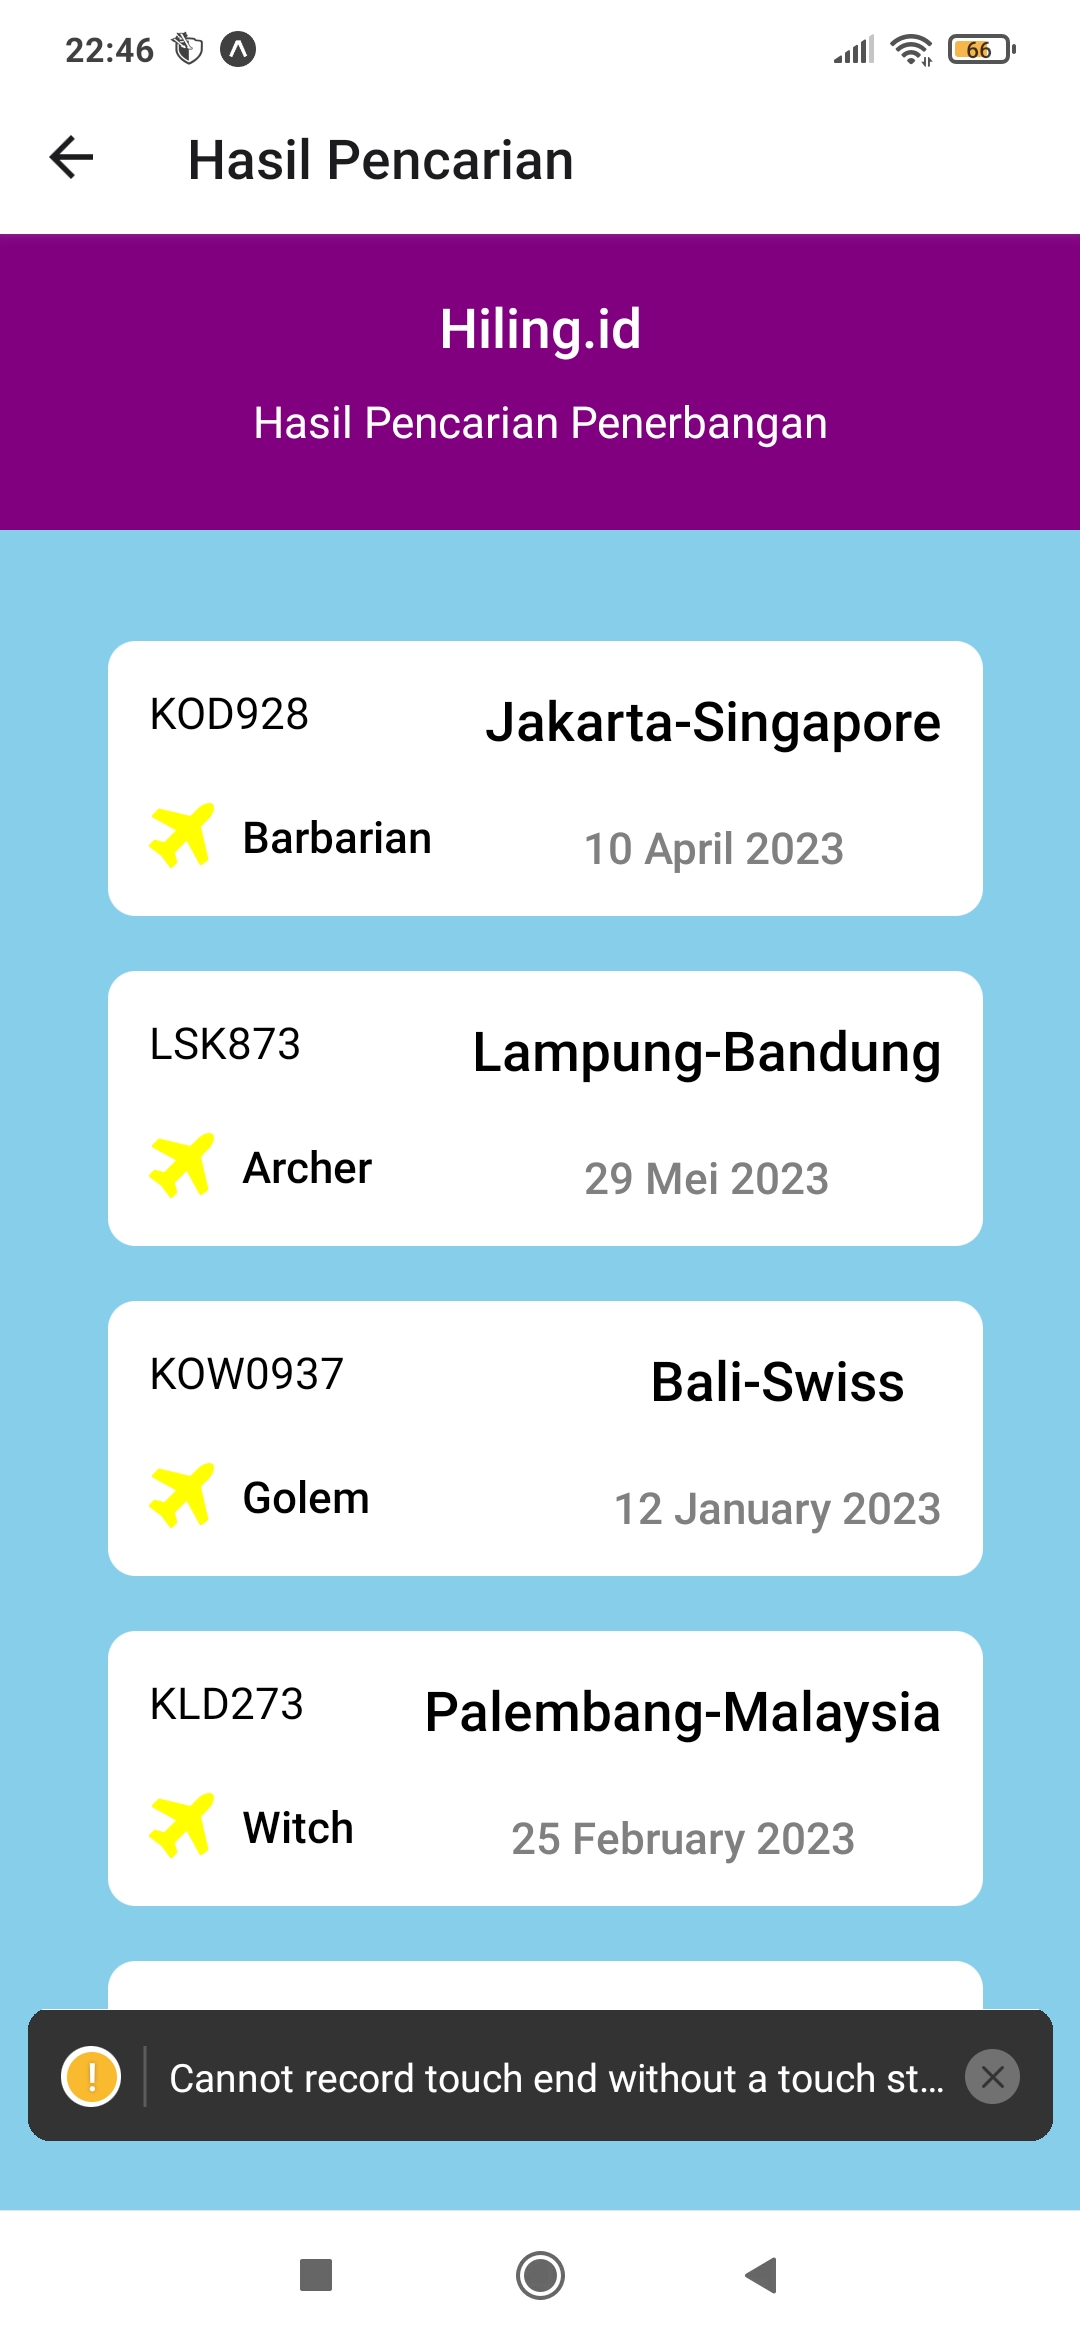 22:46
66
Hasil Pencarian
Hiling.id
Hasil Pencarian Penerbangan
KOD928
Jakarta-Singapore
Barbarian
10 April 2023
LSK873
Lampung-Bandung
Archer
29 Mei 2023
KOW0937
Bali-Swiss
Golem
12 January 2023
KLD273
Palembang-Malaysia
Witch
25 February 2023
! Cannot record touch end without a touch st...